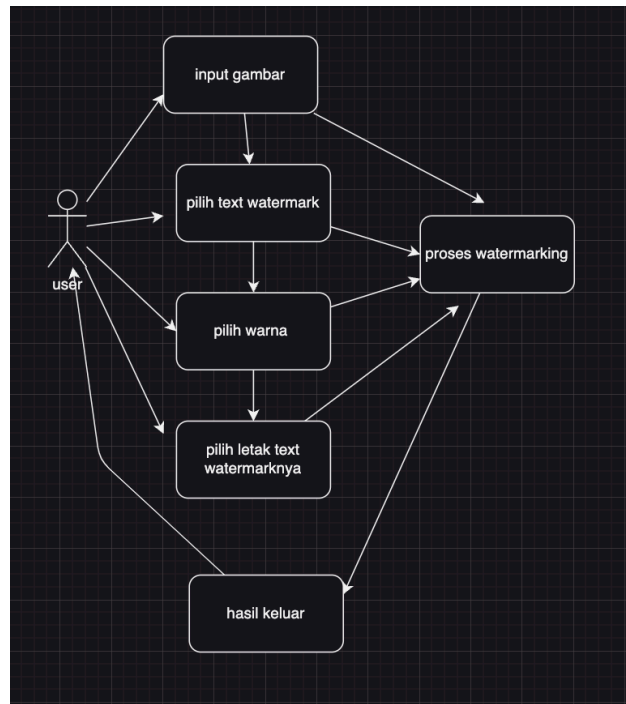 input gambar
pilih text watermark
proses watermarking
user
pilih warna
pilih letak text
watermarknya
hasil keluar